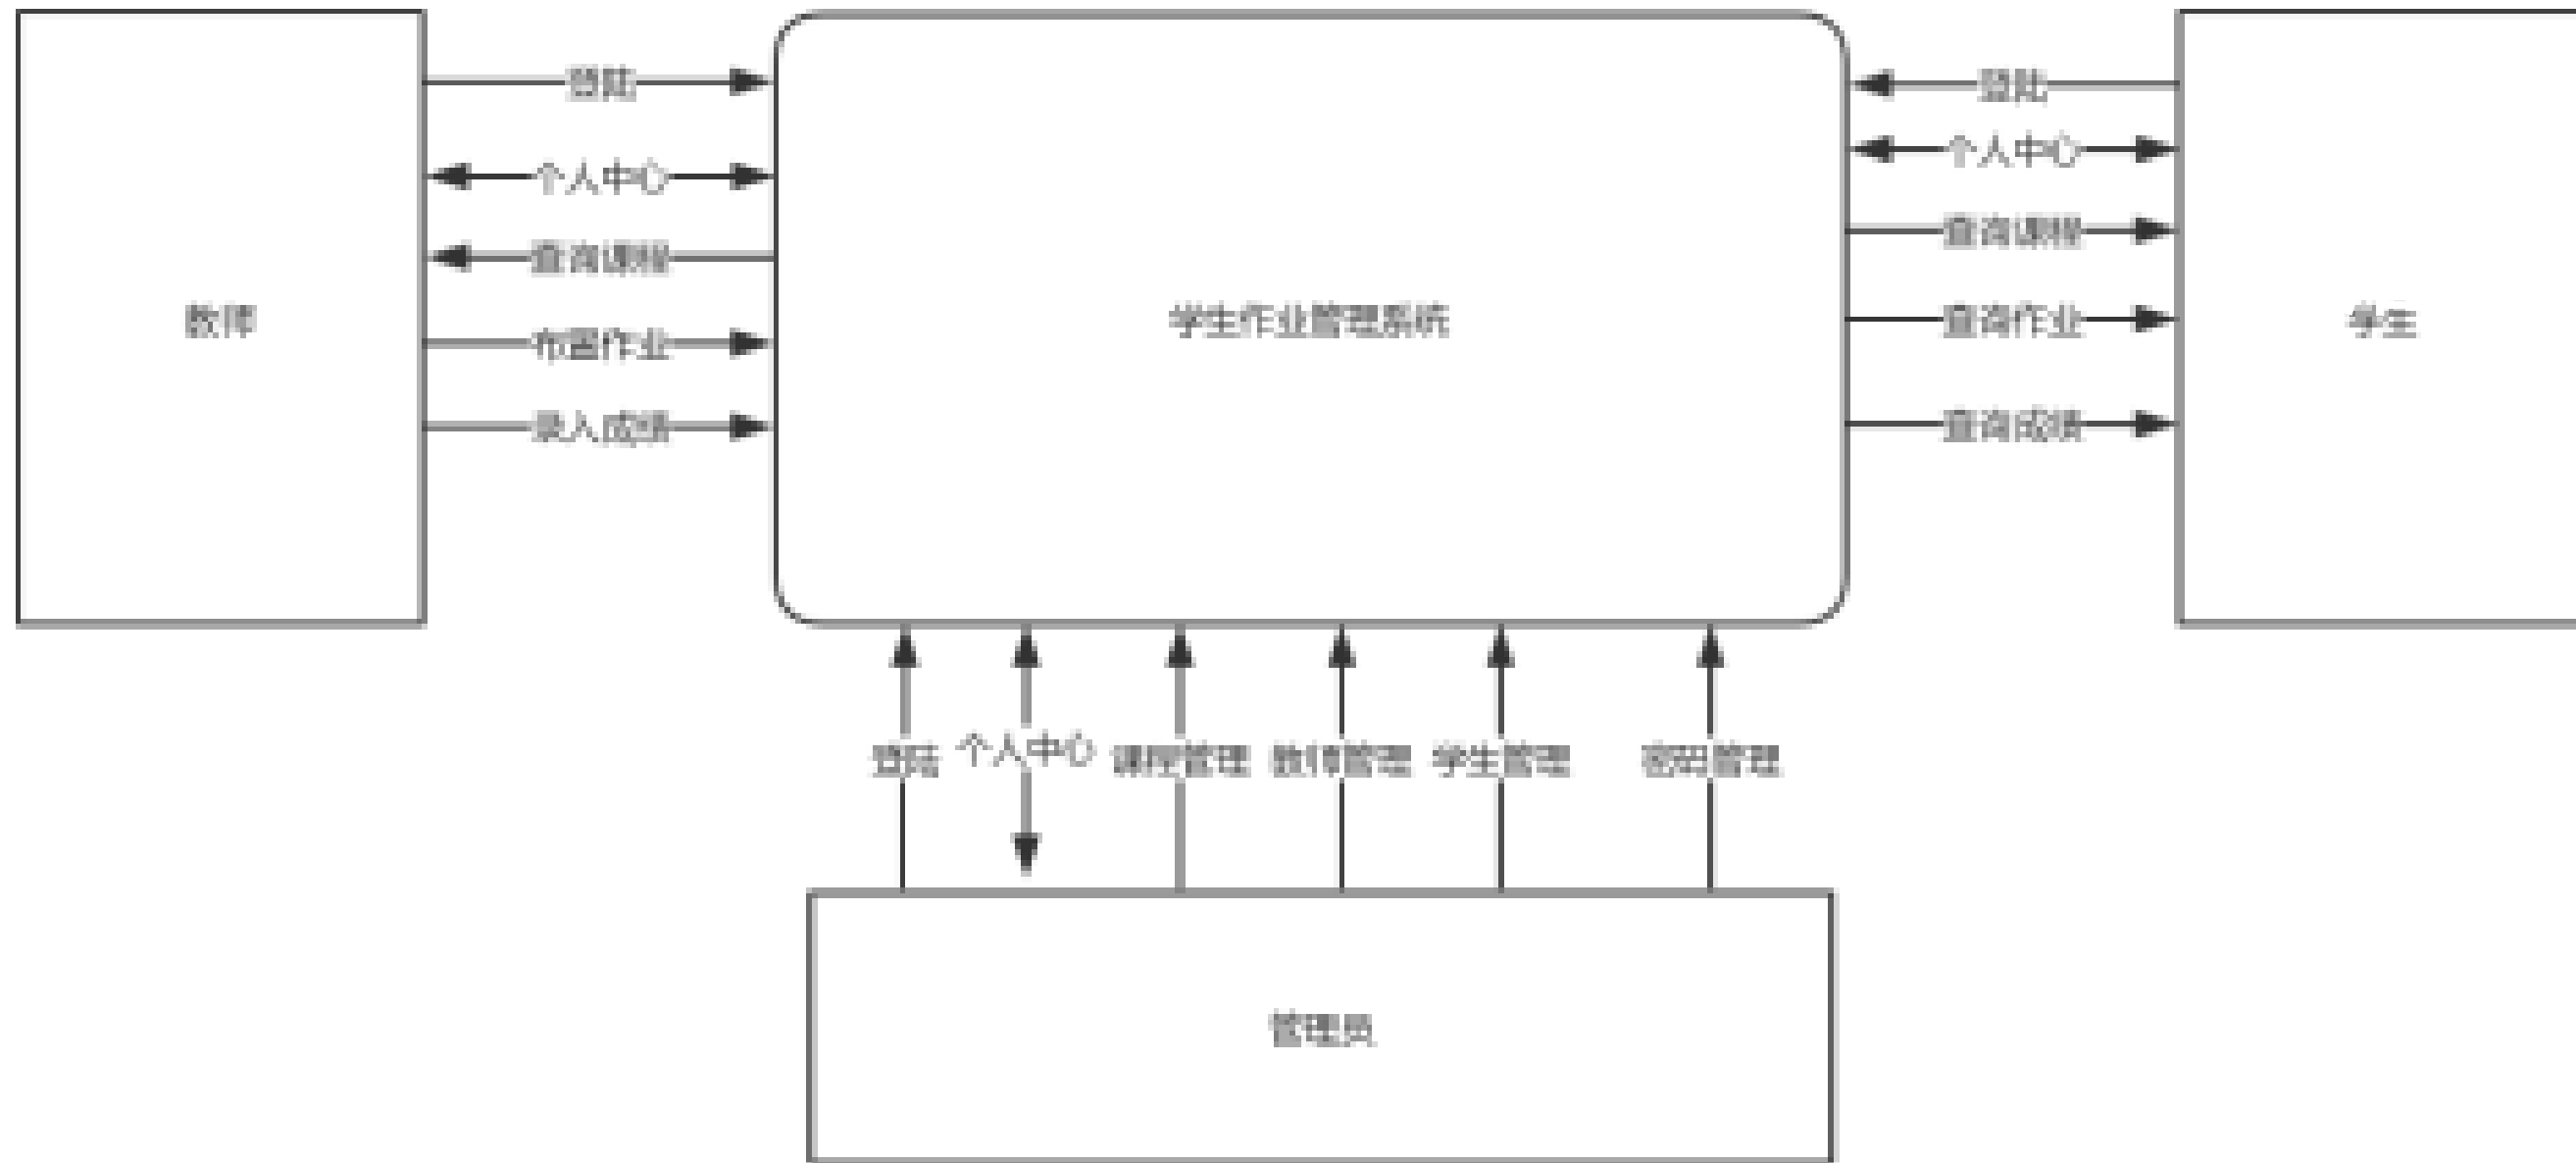 教师
登陆
个人中心
查询课程
布置作业
录入成绩
学生作业管理系统
登陆
个人中心
查询课程
查询作业
查询成绩
学生
登陆
个人中心
课程管理
教师管理
学生管理
密码管理
管理员